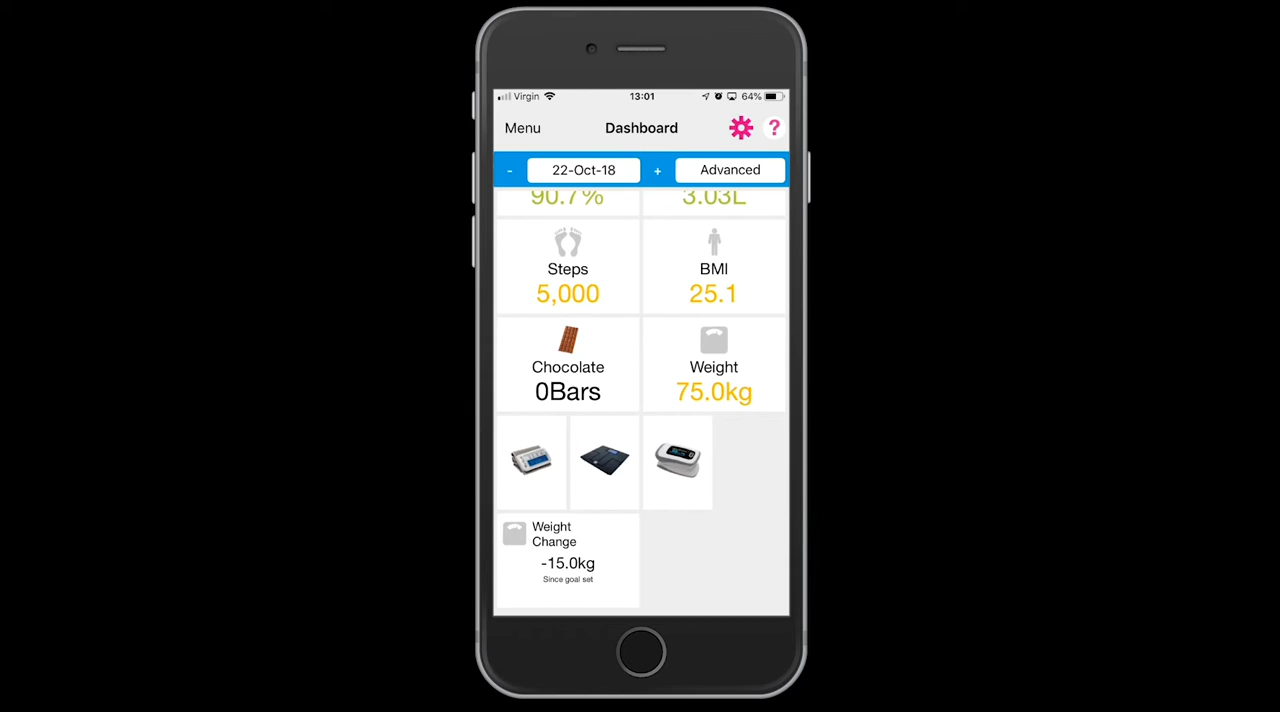 Virgin 13:01 64%
Menu Dashboard ?
- 22-Oct-18 + Advanced
90.7% 3.03L
Steps BMI
5,000 25.1
Chocolate Weight
0Bars 75.0kg
Weight
Change
-15.0kg
Since goal set